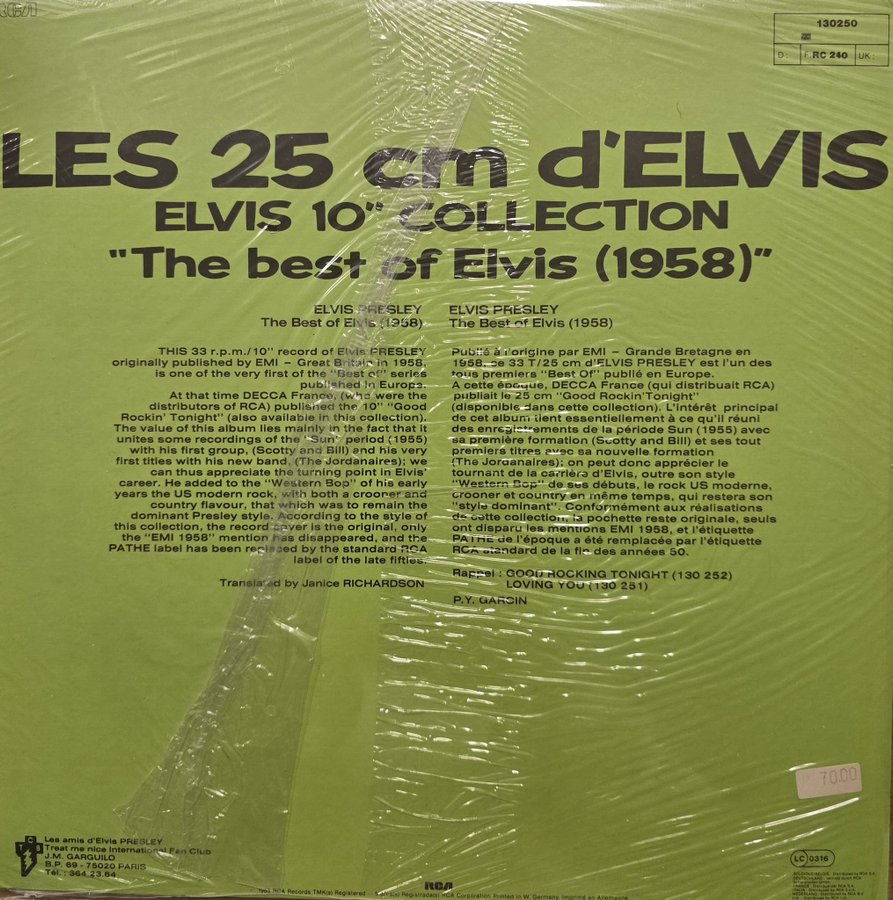 RCA
130250
D: F: RC 240 UK:
LES 25 cm d'ELVIS
ELVIS 10" COLLECTION
"The best of Elvis (1958)"
ELVIS PRESLEY
The Best of Elvis (1958)
THIS 33 r.p.m./10" record of Elvis PRESLEY
originally published by EMI – Great Britain in 1958,
is one of the very first of the "Best of" series
published in Europe.
At that time DECCA France, (who were the
distributors of RCA) published the 10" "Good
Rockin' Tonight" (also available in this collection).
The value of this album lies mainly in the fact that it
unites some recordings of the "Sun" period (1955)
with his first group, (Scotty and Bill) and his very
first titles with his new band, (The Jordanaires); we
can thus appreciate the turning point in Elvis'
career. He added to the "Western Bop" of his early
years the US modern rock, with both a crooner and
country flavour, that which was to remain the
dominant Presley style. According to the style of
this collection, the record cover is the original, only
the "EMI 1958" mention has disappeared, and the
PATHE label has been replaced by the standard RCA
label of the late fifties.
Translated by Janice RICHARDSON
ELVIS PRESLEY
The Best of Elvis (1958)
Publié à l'origine par EMI – Grande Bretagne en
1958, ce 33 T/25 cm d'ELVIS PRESLEY est l'un des
tous premiers "Best Of" publié en Europe.
A cette époque, DECCA France (qui distribuait RCA)
publiait le 25 cm "Good Rockin'Tonight"
(disponible dans cette collection). L'intérêt principal
de cet album tient essentiellement à ce qu'il réuni
des enregistrements de la période Sun (1955) avec
sa première formation (Scotty and Bill) et ses tout
premiers titres avec sa nouvelle formation
(The Jordanaires); on peut donc apprécier le
tournant de la carrière d'Elvis, outre son style
"Western Bop" de ses débuts, le rock US moderne,
crooner et country en même temps, qui restera son
"style dominant". Conformément aux réalisations
de cette collection, la pochette reste originale, seuls
ont disparu les mentions EMI 1958, et l'étiquette
PATHE de l'époque a été remplacée par l'étiquette
RCA standard de la fin des années 50.
Rappel : GOOD ROCKING TONIGHT (130 252)
LOVING YOU (130 251)
P.Y. GARCIN
70.00
TCB
Les amis d'Elvis PRESLEY
Treat me nice International Fan Club
J.M. GARGUILO
B.P. 69 - 75020 PARIS
Tél. : 364.23.64
LC 0316
RCA
RCA Records TMK(s) Registered RCA Corporation Printed in W. Germany. Imprimé en Allemagne